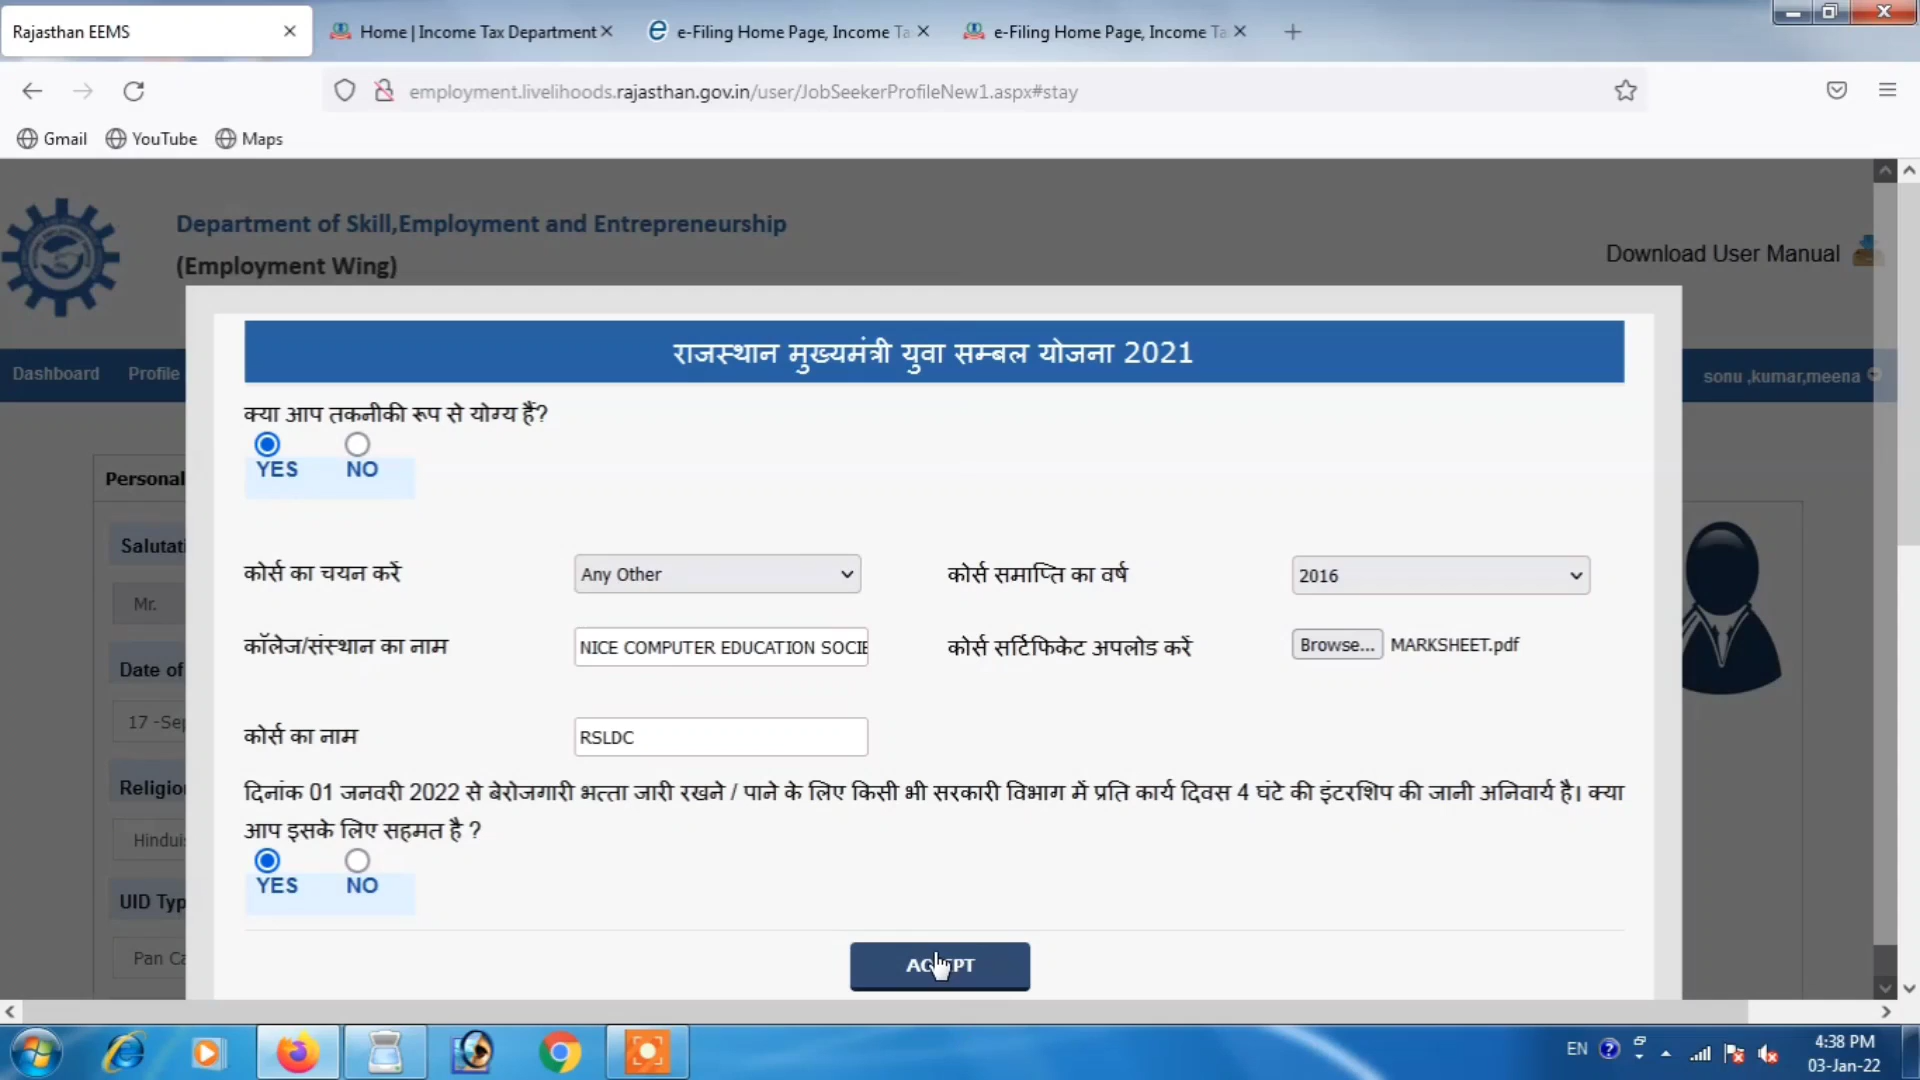 Rajasthan EEMS
Home | Income Tax Department
e-Filing Home Page, Income Ta
e-Filing Home Page, Income Ta
employment.livelihoods.rajasthan.gov.in/user/JobSeekerProfileNew1.aspx#stay
Gmail YouTube Maps
Department of Skill,Employment and Entrepreneurship
(Employment Wing)
Download User Manual
Dashboard Profile
sonu ,kumar,meena
राजस्थान मुख्यमंत्री युवा सम्बल योजना 2021
क्या आप तकनीकी रूप से योग्य हैं?
YES NO
Personal
Salutati
Mr.
Date of
17 -Sep
Religio
Hindui
UID Typ
Pan Ca
कोर्स का चयन करें Any Other कोर्स समाप्ति का वर्ष 2016
कॉलेज/संस्थान का नाम NICE COMPUTER EDUCATION SOCIE कोर्स सर्टिफिकेट अपलोड करें Browse... MARKSHEET.pdf
कोर्स का नाम RSLDC
दिनांक 01 जनवरी 2022 से बेरोजगारी भत्ता जारी रखने / पाने के लिए किसी भी सरकारी विभाग में प्रति कार्य दिवस 4 घंटे की इंटरशिप की जानी अनिवार्य है। क्या
आप इसके लिए सहमत है ?
YES NO
ACCEPT
EN
4:38 PM
03-Jan-22